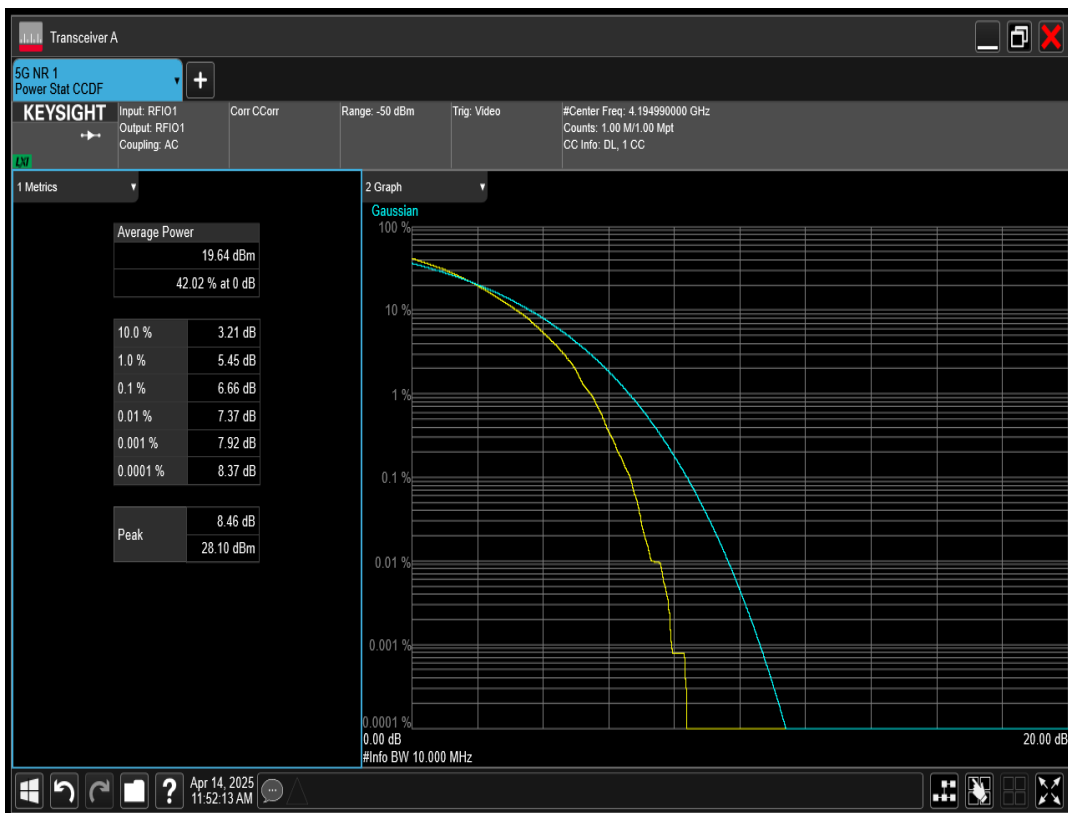 Transceiver A
5G NR 1
Power Stat CCDF
+
KEYSIGHT
LXI
Input: RFIO1
Output: RFIO1
Coupling: AC
Corr CCorr
Range: -50 dBm
Trig: Video
#Center Freq: 4.194990000 GHz
Counts: 1.00 M/1.00 Mpt
CC Info: DL, 1 CC
1 Metrics
Average Power
19.64 dBm
42.02 % at 0 dB
10.0 % 3.21 dB
1.0 % 5.45 dB
0.1 % 6.66 dB
0.01 % 7.37 dB
0.001 % 7.92 dB
0.0001 % 8.37 dB
Peak
8.46 dB
28.10 dBm
2 Graph
Gaussian
100 %
10 %
1 %
0.1 %
0.01 %
0.001 %
0.0001 %
0.00 dB 20.00 dB
#Info BW 10.000 MHz
?
Apr 14, 2025
11:52:13 AM